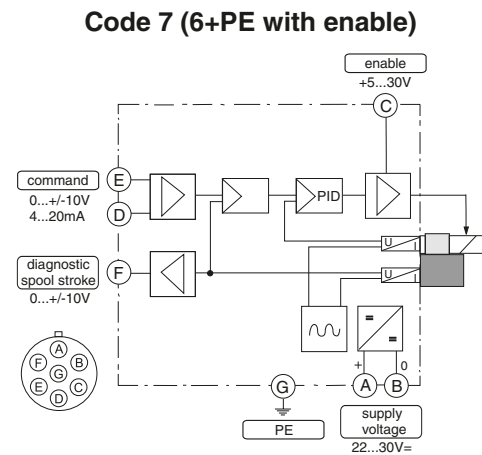 Code 7 (6+PE with enable)
enable
+5...30V
C
command
0...+/-10V
4...20mA
E
D
PID
diagnostic
spool stroke
0...+/-10V
F
U
I
U
I
=
=
+
0
A
B
G
PE
supply
voltage
22...30V=
A
F
B
G
E
C
D